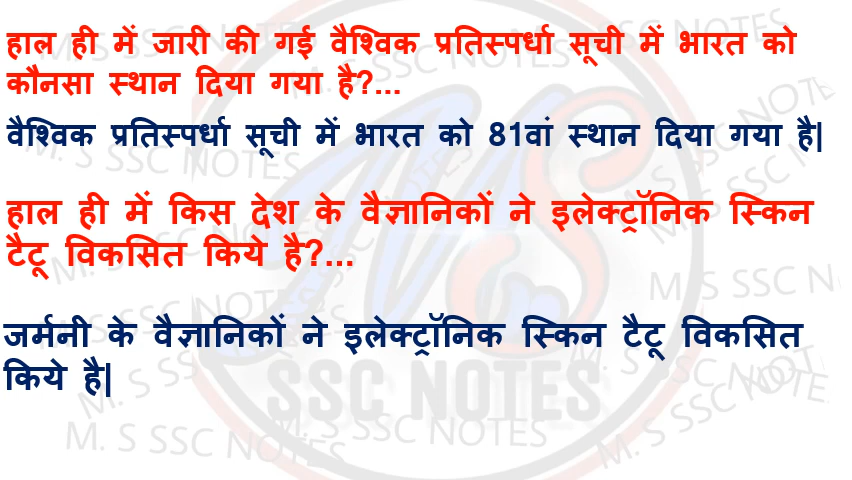 हाल ही में जारी की गई वैश्विक प्रतिस्पर्धा सूची में भारत को
कौनसा स्थान दिया गया है?...
वैश्विक प्रतिस्पर्धा सूची में भारत को 81वां स्थान दिया गया है|
हाल ही में किस देश के वैज्ञानिकों ने इलेक्ट्रॉनिक स्किन
टैटू विकसित किये है?...
जर्मनी के वैज्ञानिकों ने इलेक्ट्रॉनिक स्किन टैटू विकसित
किये है|
SSC NOTES
M. S SSC NOTES